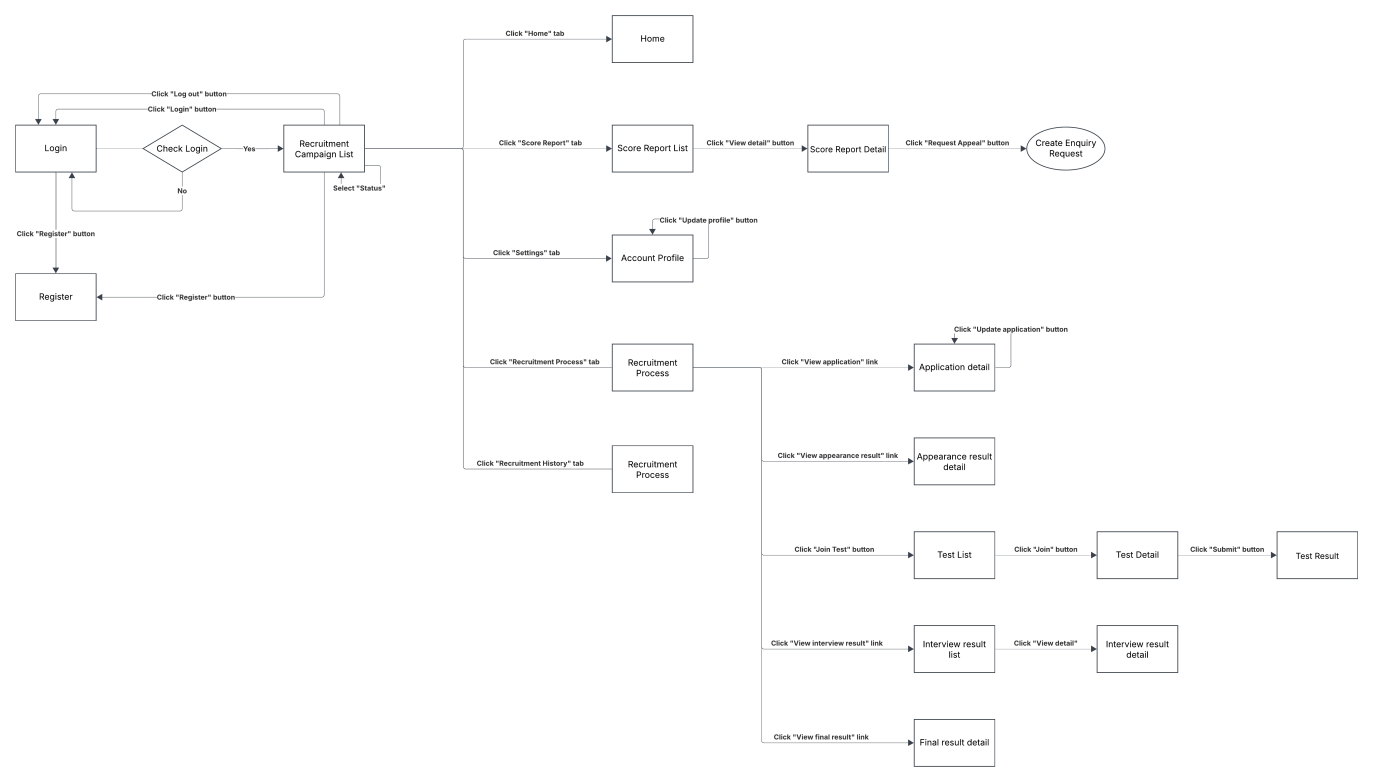 Click "Home" tab
Home
Click "Log out" button
Click "Login" button
Login
Check Login
Yes
Recruitment
Campaign List
Click "Score Report" tab
Score Report List
Click "View detail" button
Score Report Detail
Click "Request Appeal" button
Create Enquiry
Request
No
Select "Status"
Click "Register" button
Click "Update profile" button
Click "Settings" tab
Account Profile
Register
Click "Register" button
Click "Update application" button
Click "Recruitment Process" tab
Recruitment
Process
Click "View application" link
Application detail
Click "Recruitment History" tab
Recruitment
Process
Click "View appearance result" link
Appearance result
detail
Click "Join Test" button
Test List
Click "Join" button
Test Detail
Click "Submit" button
Test Result
Click "View interview result" link
Interview result
list
Click "View detail"
Interview result
detail
Click "View final result" link
Final result detail